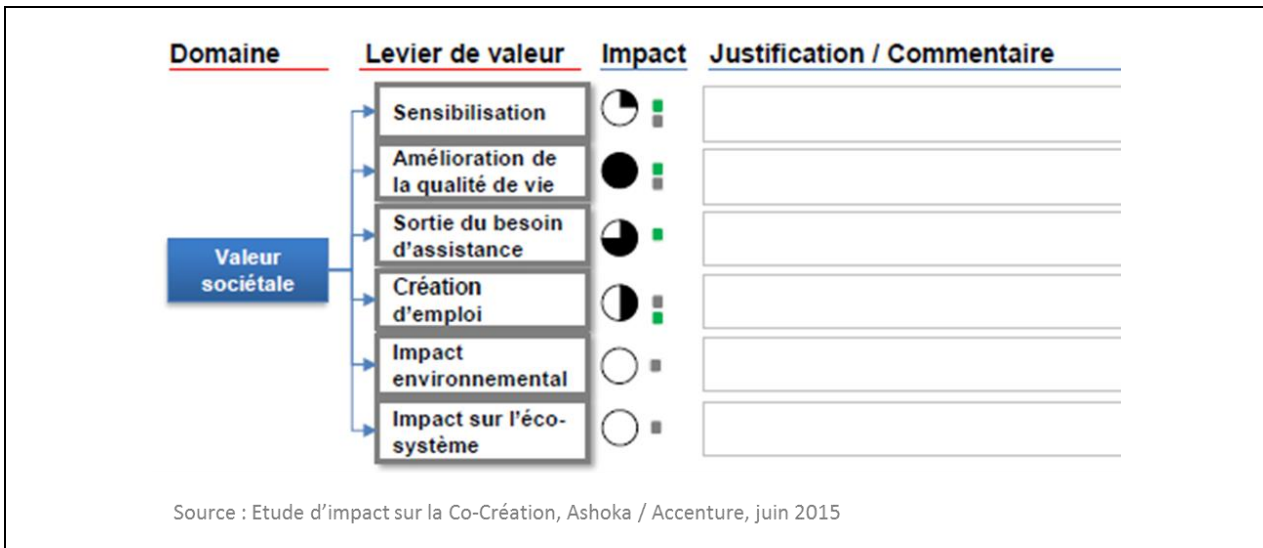 Domaine Levier de valeur Impact Justification / Commentaire
Sensibilisation
Amélioration de
la qualité de vie
Sortie du besoin
d'assistance
Valeur
sociétale
Création
d'emploi
Impact
environnemental
Impact sur l'éco-
système
Source : Etude d'impact sur la Co-Création, Ashoka / Accenture, juin 2015